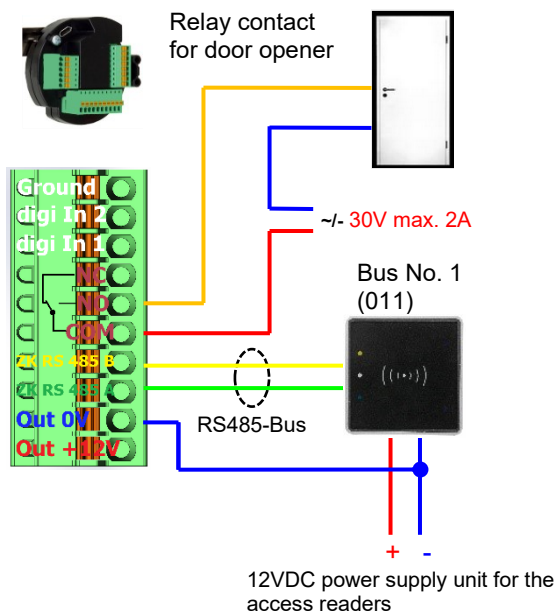 Relay contact
for door opener
Ground
digi In 2
digi In 1
NC
NO
COM
ZK RS 485 B
ZK RS 485 A
Out 0V
Out +12V
~/- 30V max. 2A
Bus No. 1
(011)
RS485-Bus
+ -
12VDC power supply unit for the
access readers